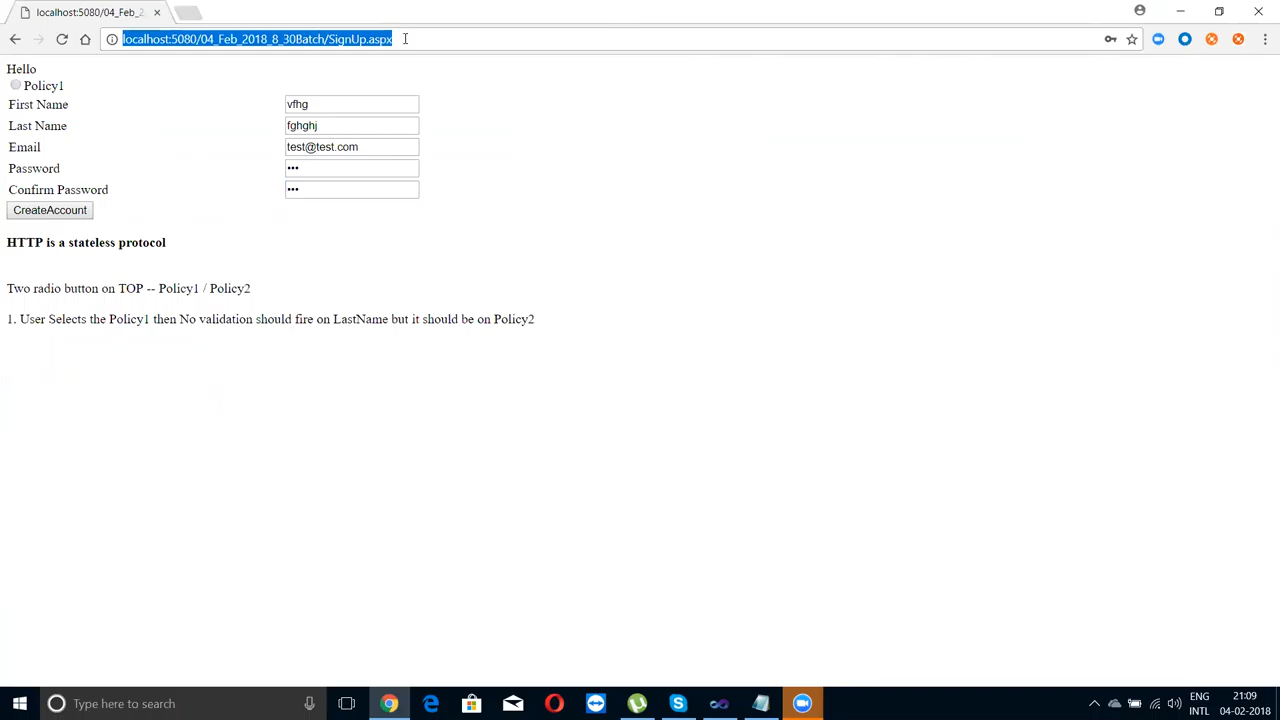 localhost:5080/04_Feb_2
localhost:5080/04_Feb_2018_8_30Batch/SignUp.aspx
Hello
Policy1
First Name vfhg
Last Name fghghj
Email test@test.com
Password •••
Confirm Password •••
CreateAccount
HTTP is a stateless protocol
Two radio button on TOP -- Policy1 / Policy2
1. User Selects the Policy1 then No validation should fire on LastName but it should be on Policy2
Type here to search
ENG 21:09
INTL 04-02-2018